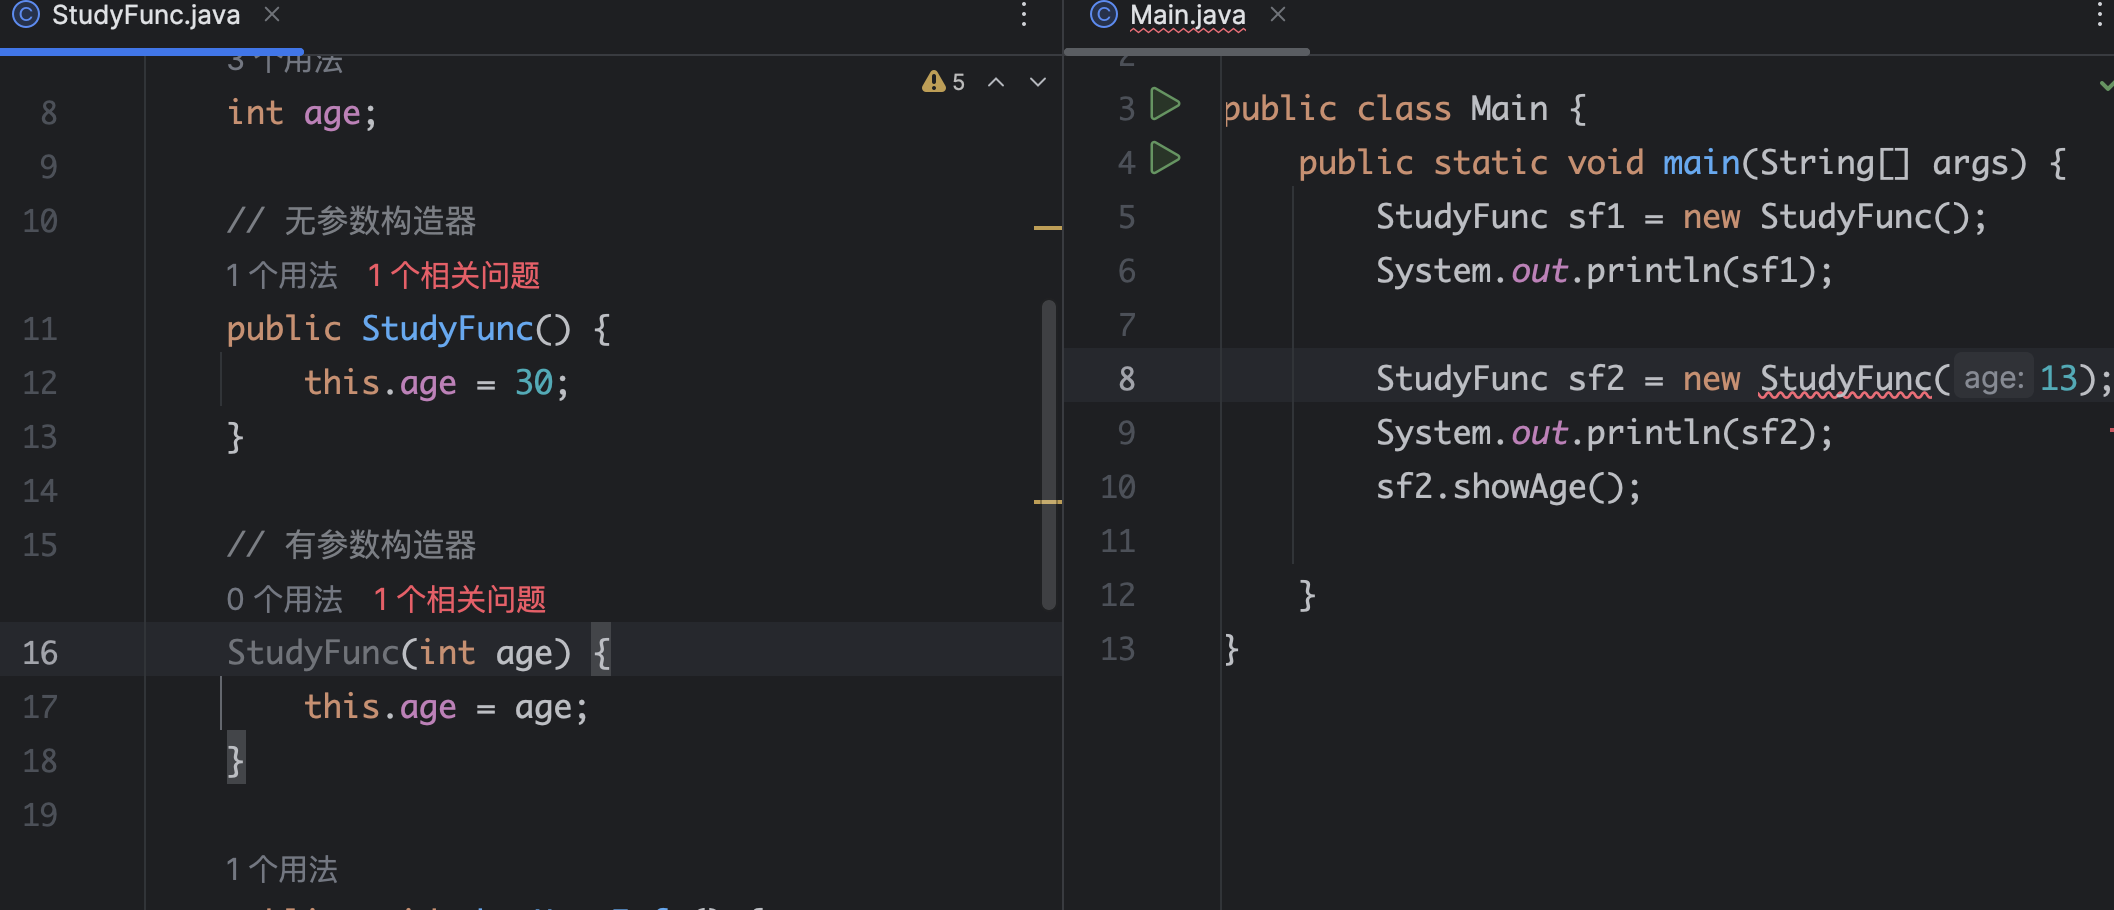 StudyFunc.java
3 个用法
5
8 int age;
9
10 // 无参数构造器
1 个用法 1 个相关问题
11 public StudyFunc() {
12 this.age = 30;
13 }
14
15 // 有参数构造器
0 个用法 1 个相关问题
16 StudyFunc(int age) {
17 this.age = age;
18 }
19
1 个用法
Main.java
2
3 public class Main {
4 public static void main(String[] args) {
5 StudyFunc sf1 = new StudyFunc();
6 System.out.println(sf1);
7
8 StudyFunc sf2 = new StudyFunc( age: 13);
9 System.out.println(sf2);
10 sf2.showAge();
11
12 }
13 }